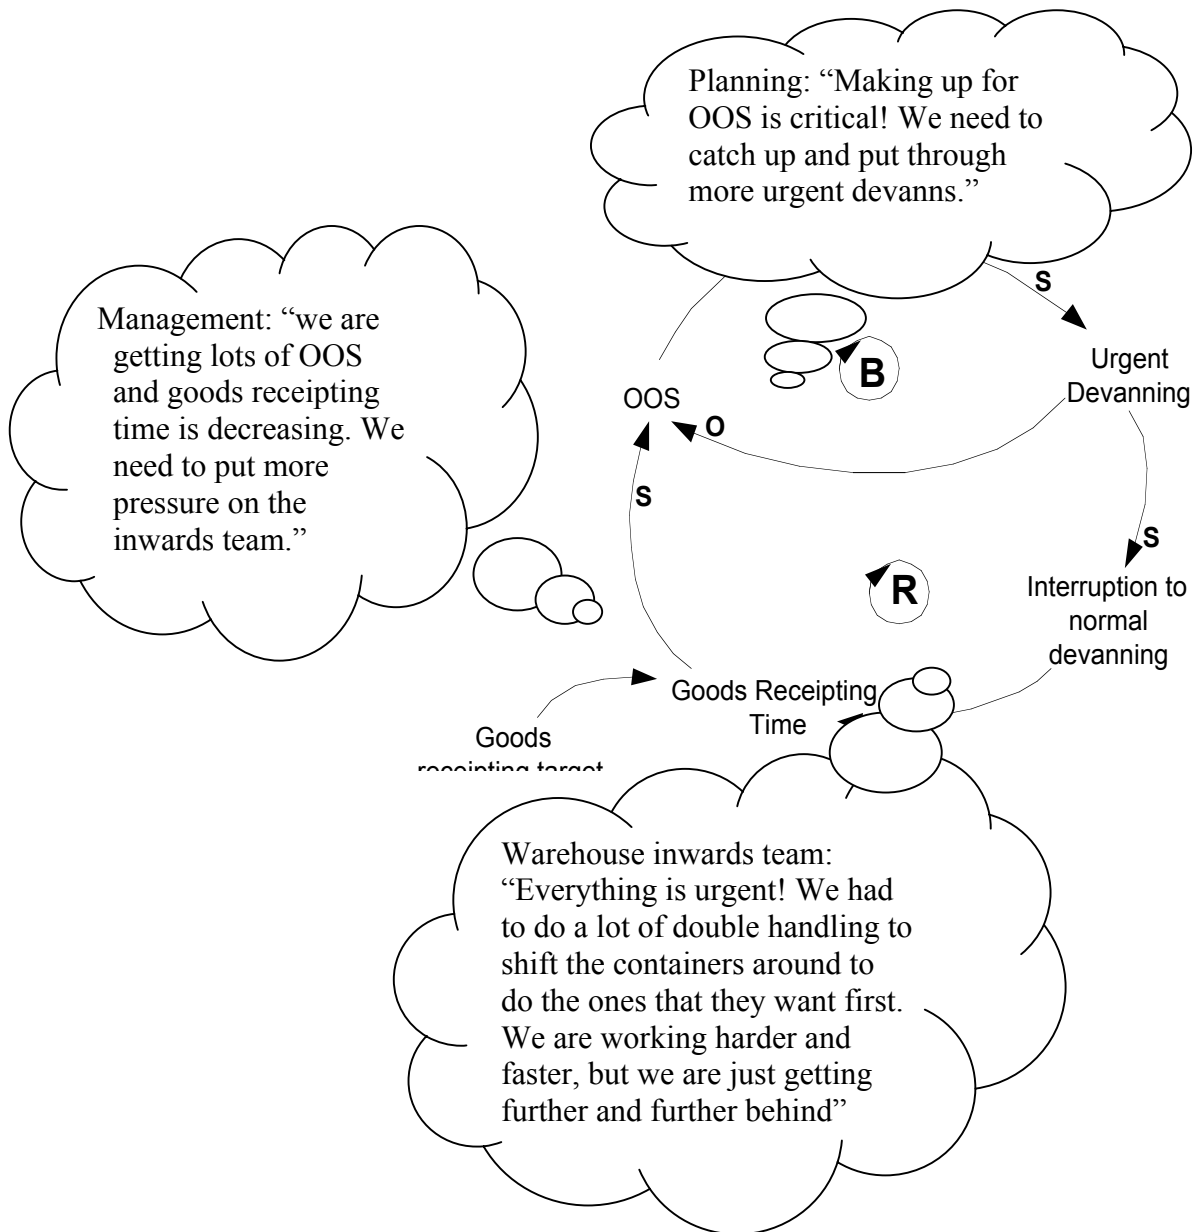 Planning: “Making up for
OOS is critical! We need to
catch up and put through
more urgent devanns.”
S
Management: “we are
getting lots of OOS
and goods receipting
time is decreasing. We
need to put more
pressure on the
inwards team.”
B
Urgent
Devanning
OOS
O
S
S
R
Interruption to
normal
devanning
Goods Receipting
Time
Goods
receipting target
Warehouse inwards team:
“Everything is urgent! We had
to do a lot of double handling to
shift the containers around to
do the ones that they want first.
We are working harder and
faster, but we are just getting
further and further behind”